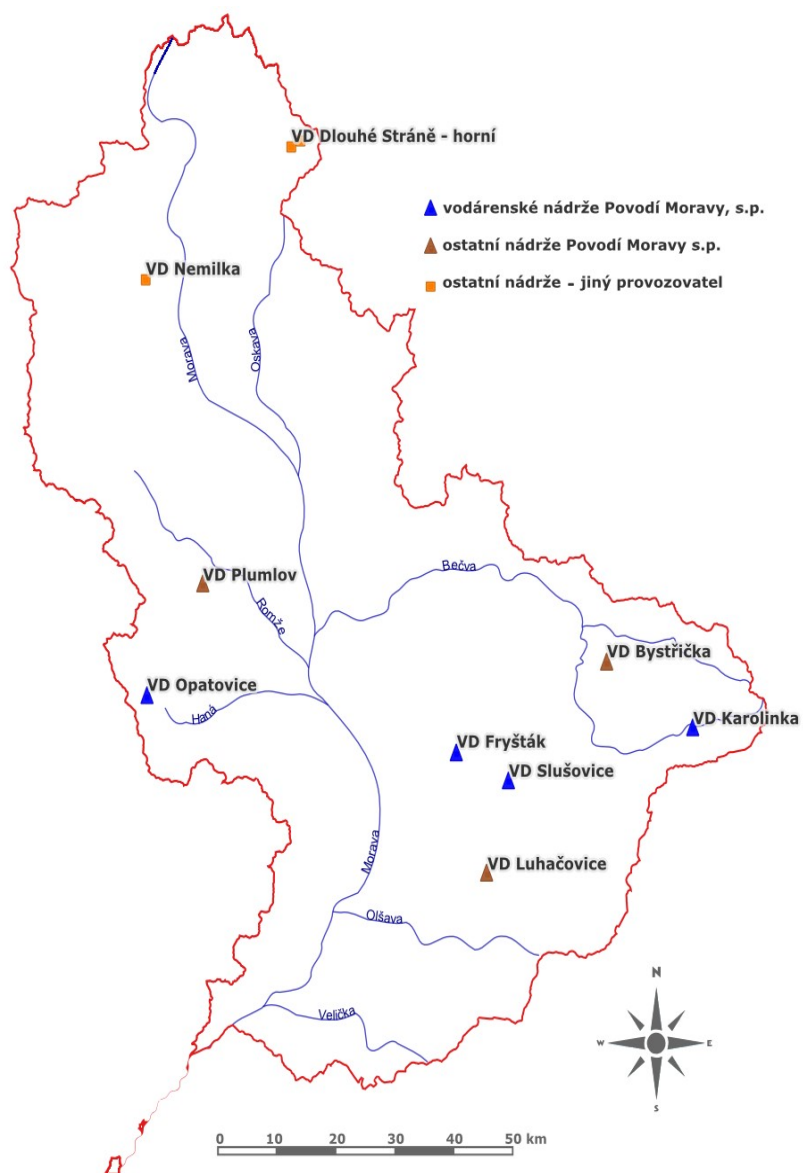 VD Dlouhé Stráně - horní
vodárenské nádrže Povodí Moravy, s.p.
ostatní nádrže Povodí Moravy s.p.
ostatní nádrže - jiný provozovatel
VD Nemilka
Morava
Oskava
Bečva
VD Plumlov
Romže
VD Bystřička
VD Opatovice
Haná
VD Karolinka
VD Fryšták
VD Slušovice
Morava
VD Luhačovice
Olšava
Velička
N
W
E
S
0 10 20 30 40 50 km